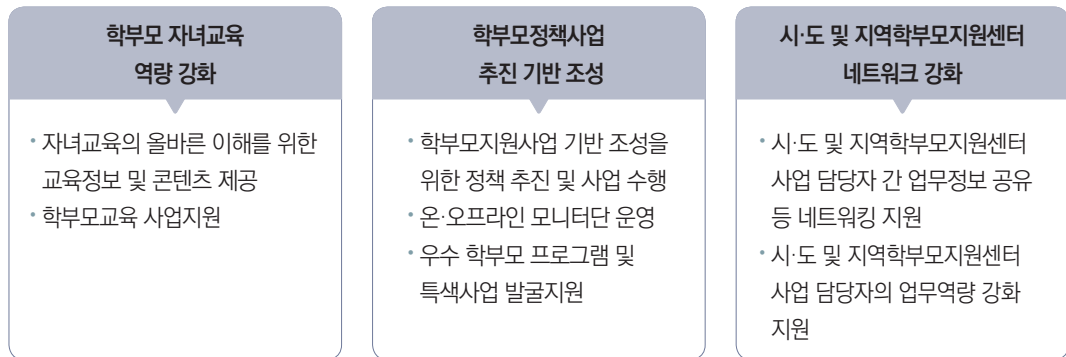 학부모 자녀교육
역량 강화
· 자녀교육의 올바른 이해를 위한
교육정보 및 콘텐츠 제공
· 학부모교육 사업지원
학부모정책사업
추진 기반 조성
· 학부모지원사업 기반 조성을
위한 정책 추진 및 사업 수행
· 온·오프라인 모니터단 운영
· 우수 학부모 프로그램 및
특색사업 발굴지원
시·도 및 지역학부모지원센터
네트워크 강화
· 시·도 및 지역학부모지원센터
사업 담당자 간 업무정보 공유
등 네트워킹 지원
· 시·도 및 지역학부모지원센터
사업 담당자의 업무역량 강화
지원